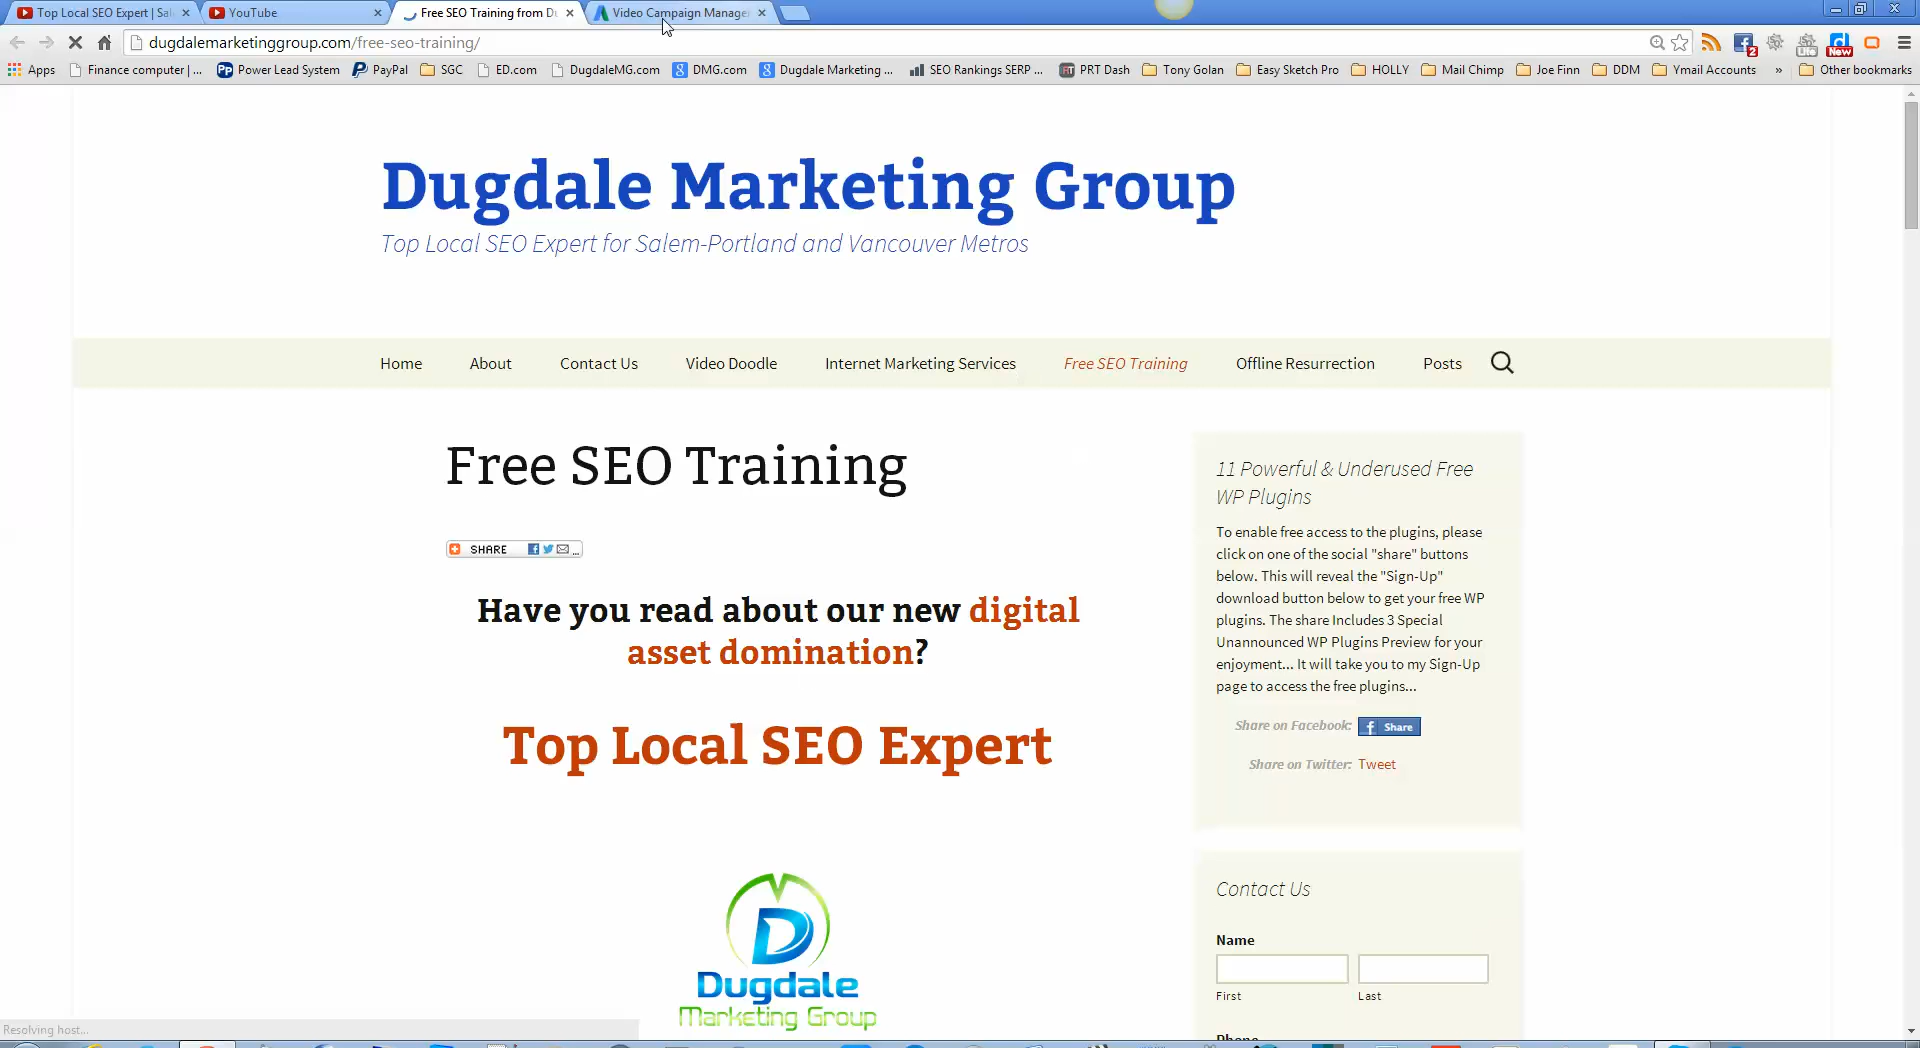 Top Local SEO Expert | Sal
YouTube
Free SEO Training from Du
Video Campaign Manager
dugdalemarketinggroup.com/free-seo-training/
Apps
Finance computer | ...
Power Lead System
PayPal
SGC
ED.com
DugdaleMG.com
DMG.com
Dugdale Marketing ...
SEO Rankings SERP ...
PRT Dash
Tony Golan
Easy Sketch Pro
HOLLY
Mail Chimp
Joe Finn
DDM
Ymail Accounts
»
Other bookmarks
Dugdale Marketing Group
Top Local SEO Expert for Salem-Portland and Vancouver Metros
Home
About
Contact Us
Video Doodle
Internet Marketing Services
Free SEO Training
Offline Resurrection
Posts
Free SEO Training
SHARE ...
Have you read about our new digital
asset domination?
Top Local SEO Expert
Dugdale
Marketing Group
11 Powerful & Underused Free
WP Plugins
To enable free access to the plugins, please
click on one of the social "share" buttons
below. This will reveal the "Sign-Up"
download button below to get your free WP
plugins. The share Includes 3 Special
Unannounced WP Plugins Preview for your
enjoyment... It will take you to my Sign-Up
page to access the free plugins...
Share on Facebook: Share
Share on Twitter: Tweet
Contact Us
Name
First
Last
Phone
Resolving host...